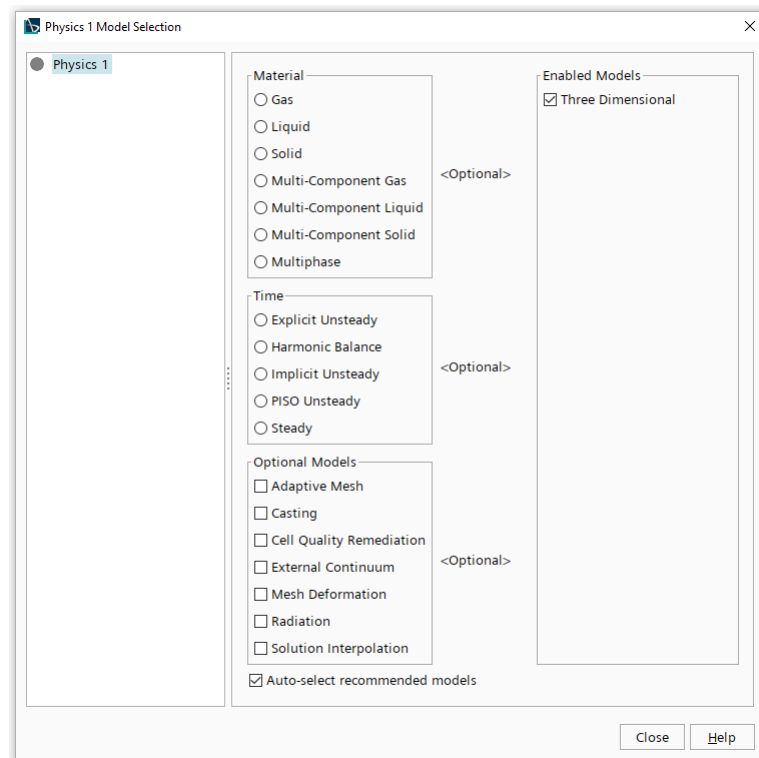 Physics 1 Model Selection
Physics 1
Material
Gas
Liquid
Solid
Multi-Component Gas
Multi-Component Liquid
Multi-Component Solid
Multiphase
<Optional>
Time
Explicit Unsteady
Harmonic Balance
Implicit Unsteady
PISO Unsteady
Steady
<Optional>
Optional Models
Adaptive Mesh
Casting
Cell Quality Remediation
External Continuum
Mesh Deformation
Radiation
Solution Interpolation
<Optional>
Enabled Models
Three Dimensional
Auto-select recommended models
Close
Help